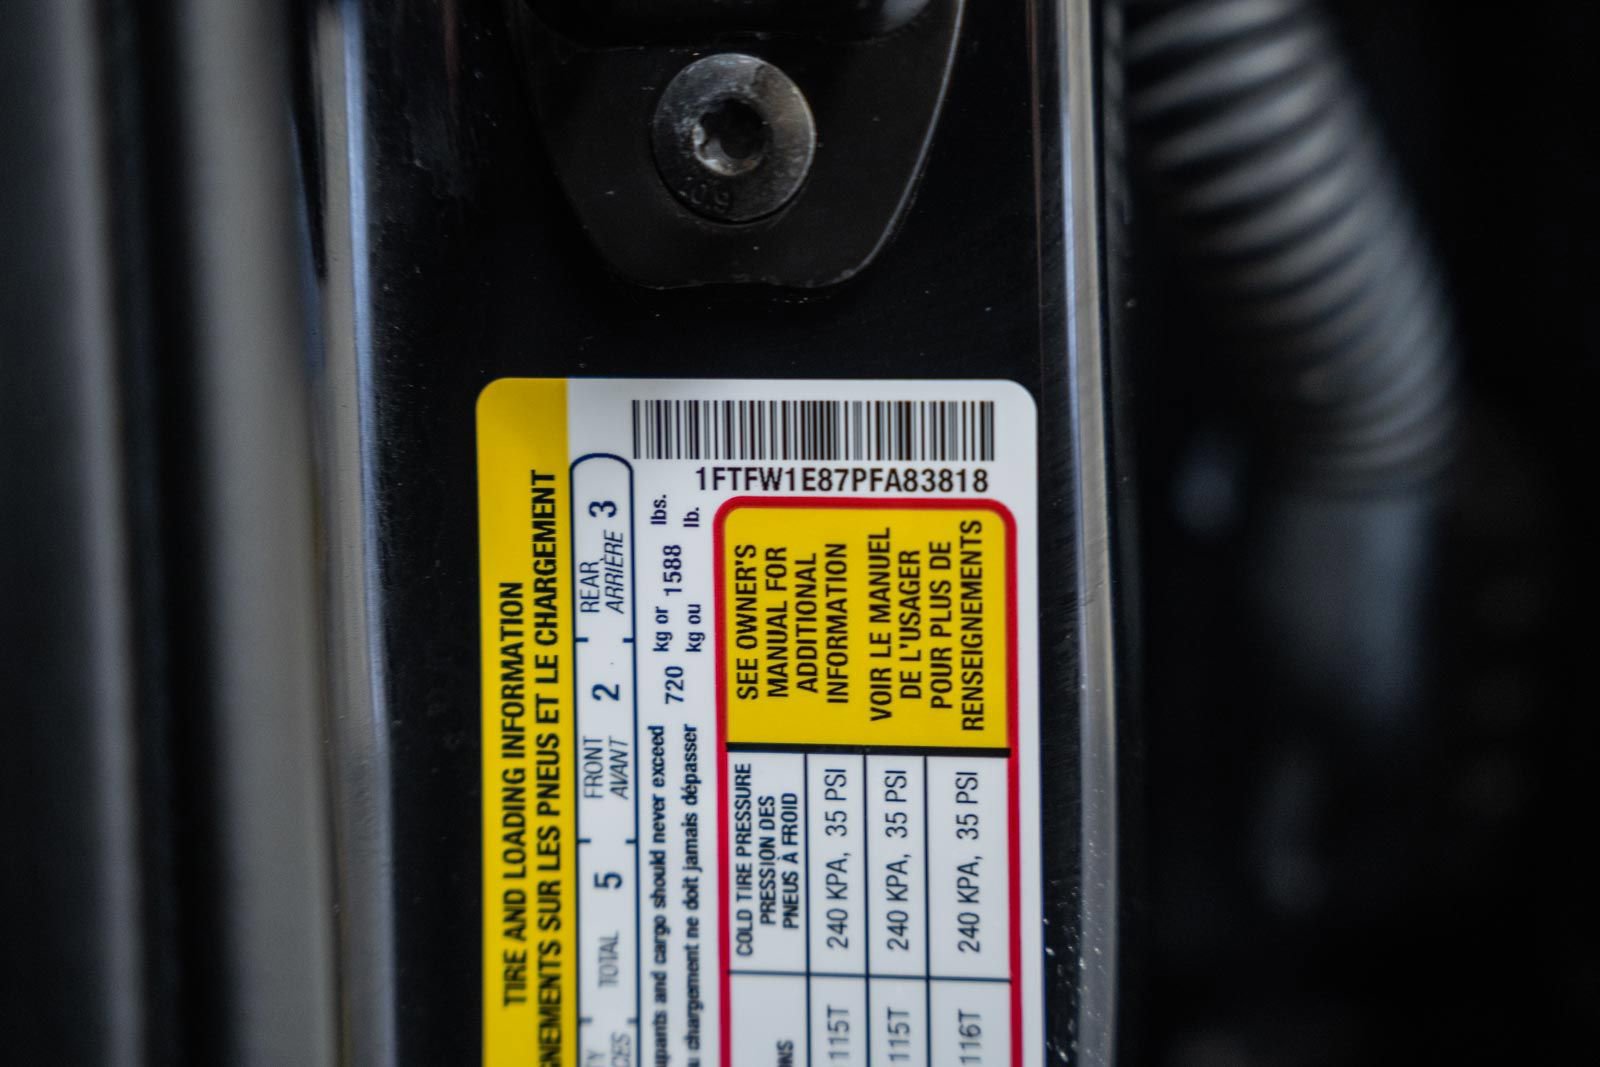 10.9
1FTFW1E87PFA83818
TIRE AND LOADING INFORMATION
SUR LES PNEUS ET LE CHARGEMENT
TOTAL 5 FRONT 2 REAR 3
AVANT ARRIÈRE
and cargo should never exceed 720 kg or 1588 lbs.
chargement ne doit jamais dépasser kg ou lb.
COLD TIRE PRESSURE
PRESSION DES
PNEUS À FROID
115T 240 KPA, 35 PSI
115T 240 KPA, 35 PSI
116T 240 KPA, 35 PSI
SEE OWNER'S
MANUAL FOR
ADDITIONAL
INFORMATION
VOIR LE MANUEL
DE L'USAGER
POUR PLUS DE
RENSEIGNEMENTS